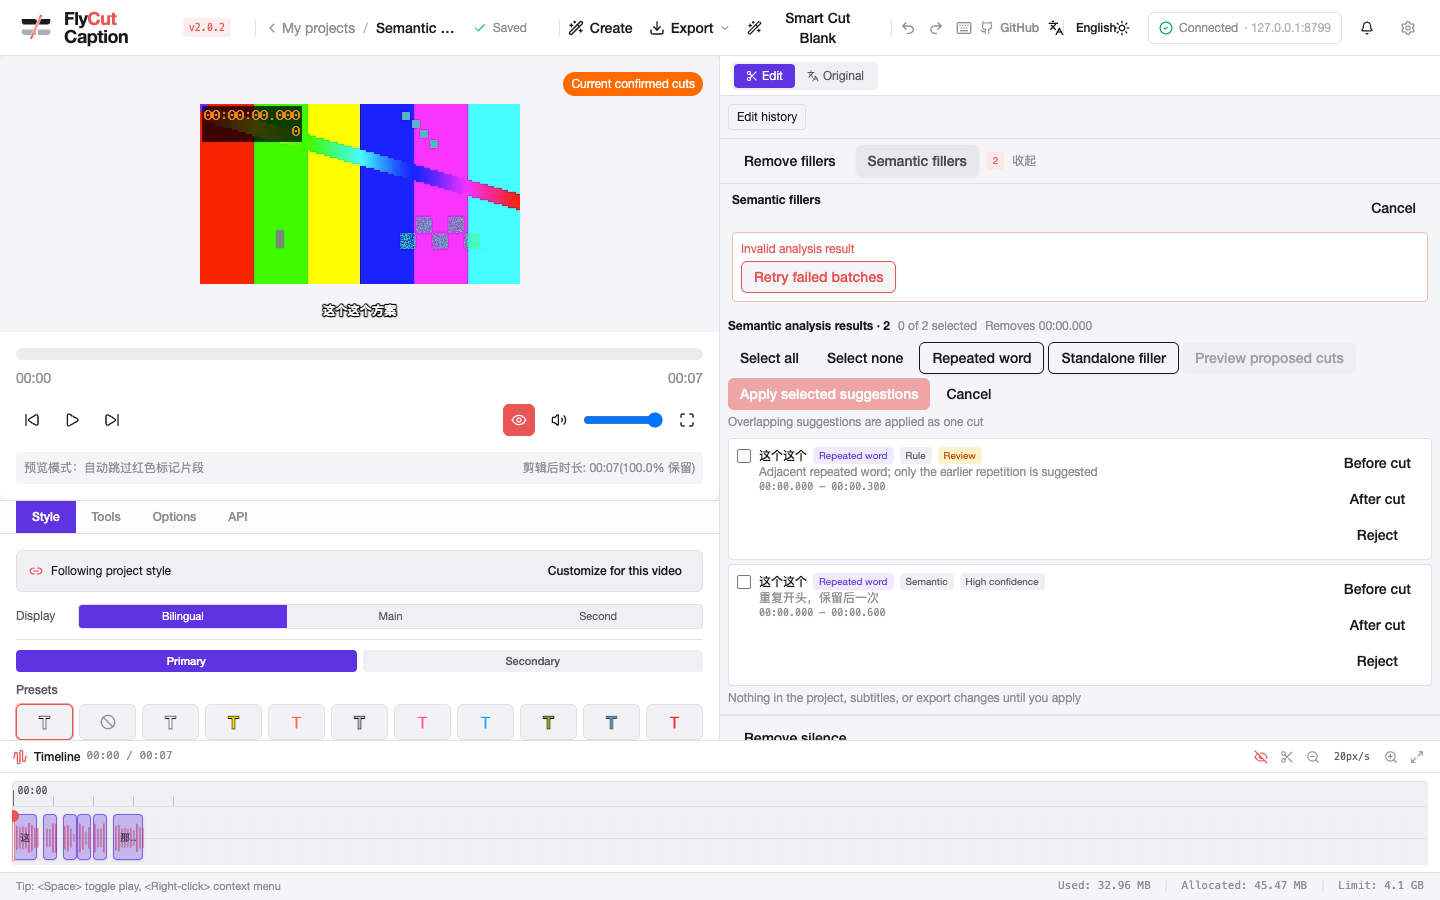 FlyCut
Caption
v2.0.2
My projects / Semantic ...
Saved
Create
Export
Smart Cut
Blank
GitHub
English
Connected · 127.0.0.1:8799
Current confirmed cuts
00:00:00.000
0
这个这个方案
00:00
00:07
预览模式：自动跳过红色标记片段
剪辑后时长: 00:07(100.0% 保留)
Style
Tools
Options
API
Following project style
Customize for this video
Display
Bilingual
Main
Second
Primary
Secondary
Presets
T
T
T
T
T
T
T
T
T
T
Edit
Original
Edit history
Remove fillers
Semantic fillers
2
收起
Semantic fillers
Cancel
Invalid analysis result
Retry failed batches
Semantic analysis results · 2 0 of 2 selected Removes 00:00.000
Select all
Select none
Repeated word
Standalone filler
Preview proposed cuts
Apply selected suggestions
Cancel
Overlapping suggestions are applied as one cut
这个这个 Repeated word Rule Review
Adjacent repeated word; only the earlier repetition is suggested
00:00.000 — 00:00.300
Before cut
After cut
Reject
这个这个 Repeated word Semantic High confidence
重复开头，保留后一次
00:00.000 — 00:00.600
Before cut
After cut
Reject
Nothing in the project, subtitles, or export changes until you apply
Remove silence
Timeline 00:00 / 00:07
20px/s
00:00
这
那...
Tip: <Space> toggle play, <Right-click> context menu
Used: 32.96 MB
Allocated: 45.47 MB
Limit: 4.1 GB